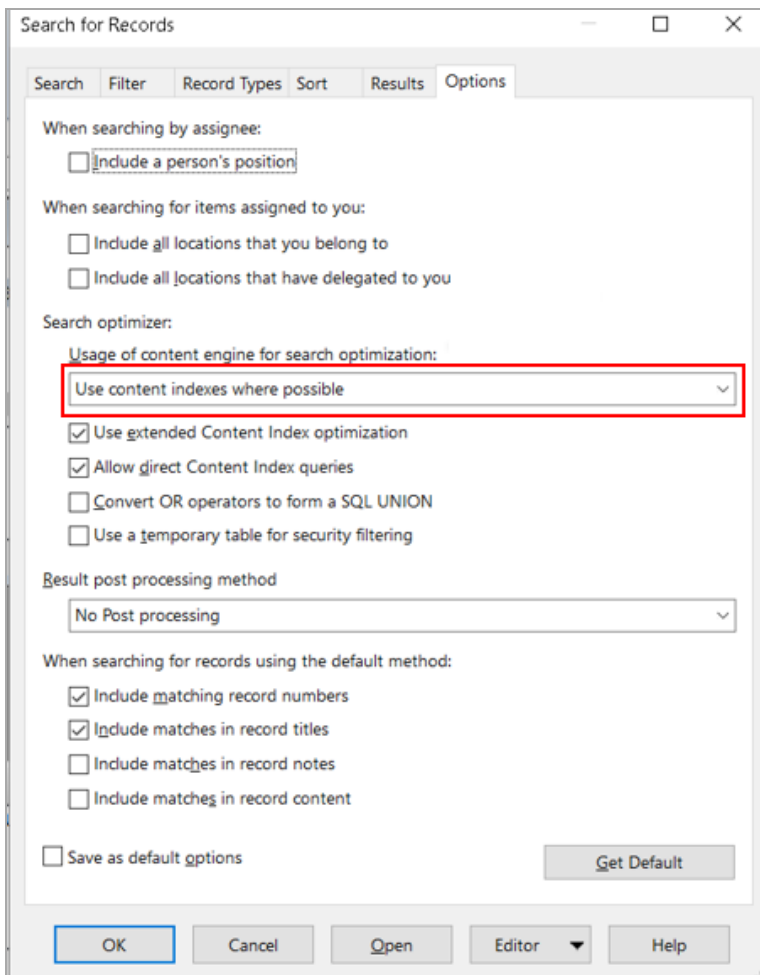 Search for Records
Search Filter Record Types Sort Results Options
When searching by assignee:
Include a person's position
When searching for items assigned to you:
Include all locations that you belong to
Include all locations that have delegated to you
Search optimizer:
Usage of content engine for search optimization:
Use content indexes where possible
Use extended Content Index optimization
Allow direct Content Index queries
Convert OR operators to form a SQL UNION
Use a temporary table for security filtering
Result post processing method
No Post processing
When searching for records using the default method:
Include matching record numbers
Include matches in record titles
Include matches in record notes
Include matches in record content
Save as default options
Get Default
OK Cancel Open Editor Help